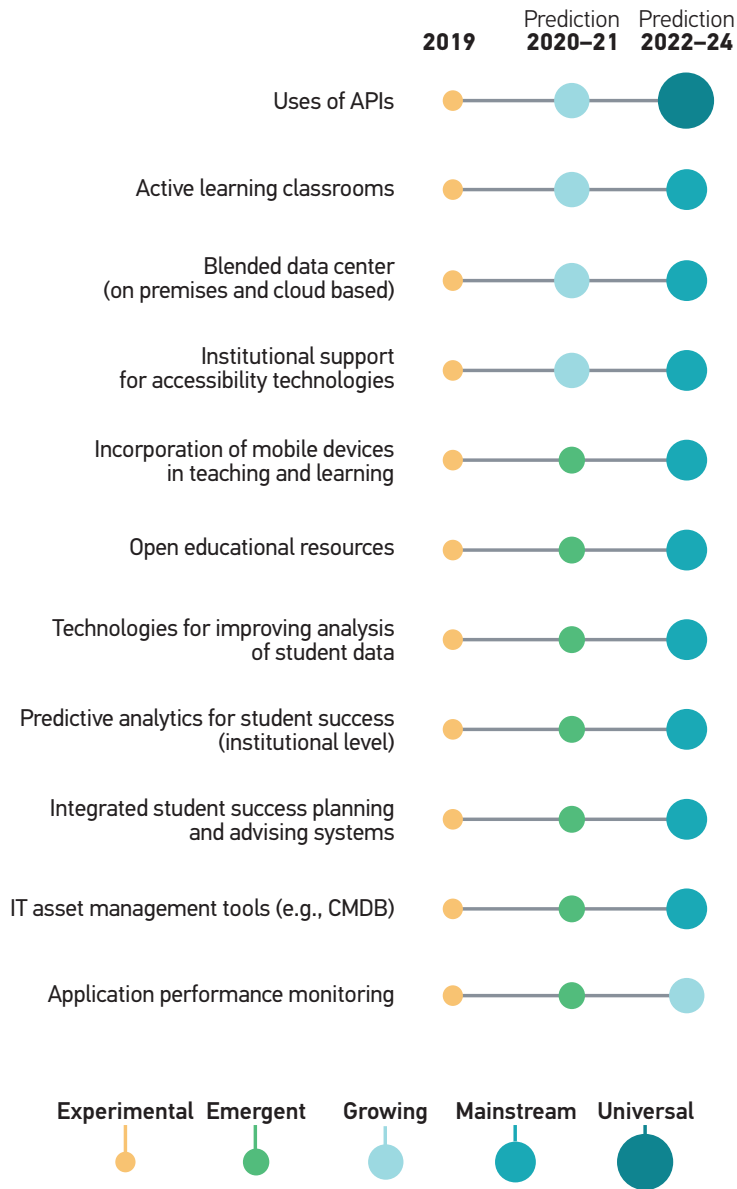 Prediction Prediction
2019 2020–21 2022–24
Uses of APIs
Active learning classrooms
Blended data center
(on premises and cloud based)
Institutional support
for accessibility technologies
Incorporation of mobile devices
in teaching and learning
Open educational resources
Technologies for improving analysis
of student data
Predictive analytics for student success
(institutional level)
Integrated student success planning
and advising systems
IT asset management tools (e.g., CMDB)
Application performance monitoring
Experimental Emergent Growing Mainstream Universal